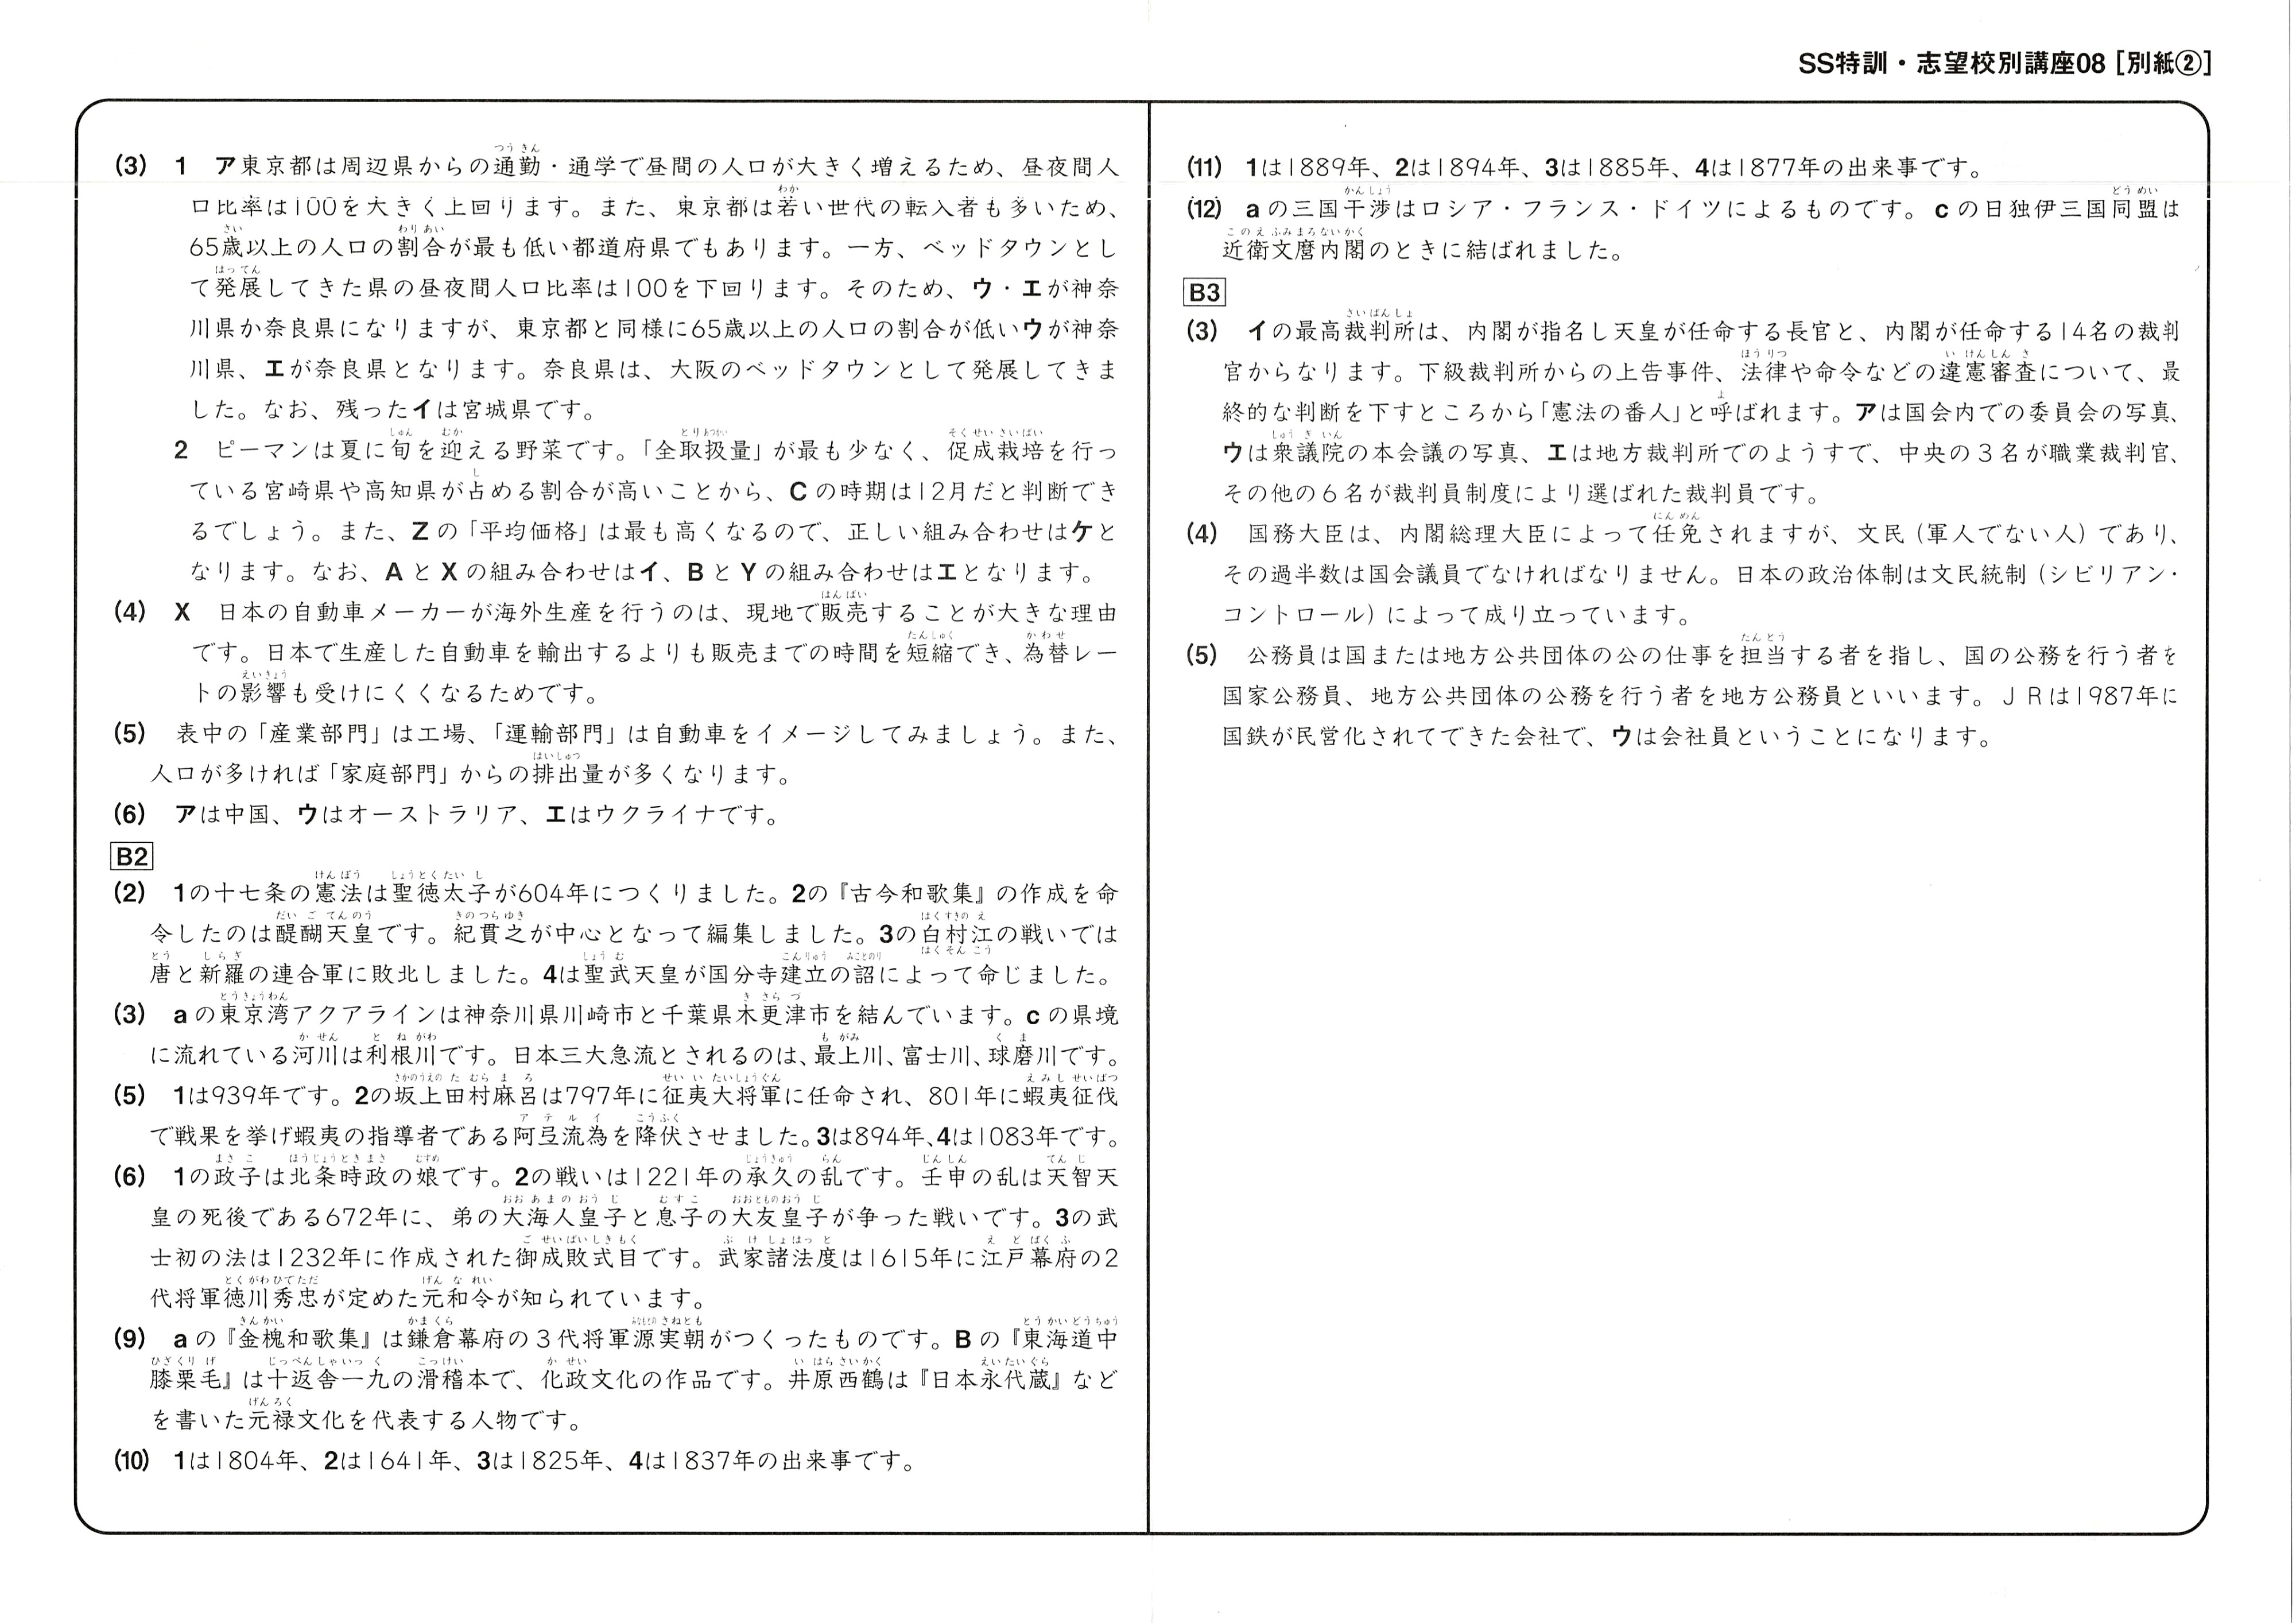 SS特訓・志望校別講座08［別紙②］
(3) 1 ア東京都は周辺県からの通勤・通学で昼間の人口が大きく増えるため、昼夜間人
口比率は100を大きく上回ります。また、東京都は若い世代の転入者も多いため、
65歳以上の人口の割合が最も低い都道府県でもあります。一方、ベッドタウンとし
て発展してきた県の昼夜間人口比率は100を下回ります。そのため、ウ・エが神奈
川県か奈良県になりますが、東京都と同様に65歳以上の人口の割合が低いウが神奈
川県、エが奈良県となります。奈良県は、大阪のベッドタウンとして発展してきま
した。なお、残ったイは宮城県です。
2 ピーマンは夏に旬を迎える野菜です。「全取扱量」が最も少なく、促成栽培を行っ
ている宮崎県や高知県が占める割合が高いことから、Cの時期は12月だと判断でき
るでしょう。また、Zの「平均価格」は最も高くなるので、正しい組み合わせはケと
なります。なお、AとXの組み合わせはイ、BとYの組み合わせはエとなります。
(4) X 日本の自動車メーカーが海外生産を行うのは、現地で販売することが大きな理由
です。日本で生産した自動車を輸出するよりも販売までの時間を短縮でき、為替レー
トの影響も受けにくくなるためです。
(5) 表中の「産業部門」は工場、「運輸部門」は自動車をイメージしてみましょう。また、
人口が多ければ「家庭部門」からの排出量が多くなります。
(6) アは中国、ウはオーストラリア、エはウクライナです。
B2
(2) 1の十七条の憲法は聖徳太子が604年につくりました。2の『古今和歌集』の作成を命
令したのは醍醐天皇です。紀貫之が中心となって編集しました。3の白村江の戦いでは
唐と新羅の連合軍に敗北しました。4は聖武天皇が国分寺建立の詔によって命じました。
(3) aの東京湾アクアラインは神奈川県川崎市と千葉県木更津市を結んでいます。cの県境
に流れている河川は利根川です。日本三大急流とされるのは、最上川、富士川、球磨川です。
(5) 1は939年です。2の坂上田村麻呂は797年に征夷大将軍に任命され、801年に蝦夷征伐
で戦果を挙げ蝦夷の指導者である阿弖流為を降伏させました。3は894年、4は1083年です。
(6) 1の政子は北条時政の娘です。2の戦いは1221年の承久の乱です。壬申の乱は天智天
皇の死後である672年に、弟の大海人皇子と息子の大友皇子が争った戦いです。3の武
士初の法は1232年に作成された御成敗式目です。武家諸法度は1615年に江戸幕府の2
代将軍徳川秀忠が定めた元和令が知られています。
(9) aの『金槐和歌集』は鎌倉幕府の3代将軍源実朝がつくったものです。Bの『東海道中
膝栗毛』は十返舎一九の滑稽本で、化政文化の作品です。井原西鶴は『日本永代蔵』など
を書いた元禄文化を代表する人物です。
(10) 1は1804年、2は1641年、3は1825年、4は1837年の出来事です。
(11) 1は1889年、2は1894年、3は1885年、4は1877年の出来事です。
(12) aの三国干渉はロシア・フランス・ドイツによるものです。cの日独伊三国同盟は
近衛文麿内閣のときに結ばれました。
B3
(3) イの最高裁判所は、内閣が指名し天皇が任命する長官と、内閣が任命する14名の裁判
官からなります。下級裁判所からの上告事件、法律や命令などの違憲審査について、最
終的な判断を下すところから「憲法の番人」と呼ばれます。アは国会内での委員会の写真、
ウは衆議院の本会議の写真、エは地方裁判所でのようすで、中央の3名が職業裁判官、
その他の6名が裁判員制度により選ばれた裁判員です。
(4) 国務大臣は、内閣総理大臣によって任免されますが、文民（軍人でない人）であり、
その過半数は国会議員でなければなりません。日本の政治体制は文民統制（シビリアン・
コントロール）によって成り立っています。
(5) 公務員は国または地方公共団体の公の仕事を担当する者を指し、国の公務を行う者を
国家公務員、地方公共団体の公務を行う者を地方公務員といいます。JRは1987年に
国鉄が民営化されてできた会社で、ウは会社員ということになります。